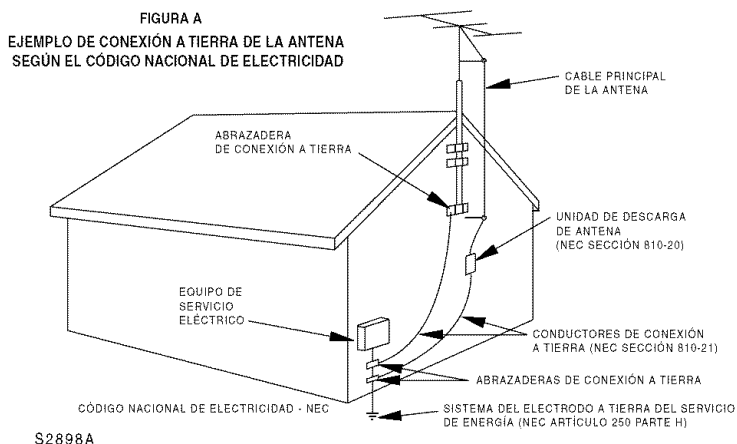 FIGURA A
EJEMPLO DE CONEXIÓN A TIERRA DE LA ANTENA
SEGÚN EL CÓDIGO NACIONAL DE ELECTRICIDAD
CABLE PRINCIPAL
DE LA ANTENA
ABRAZADERA
DE CONEXIÓN A TIERRA
UNIDAD DE DESCARGA
DE ANTENA
(NEC SECCIÓN 810-20)
EQUIPO DE
SERVICIO
ELÉCTRICO
CONDUCTORES DE CONEXIÓN
A TIERRA (NEC SECCIÓN 810-21)
ABRAZADERAS DE CONEXIÓN A TIERRA
CÓDIGO NACIONAL DE ELECTRICIDAD - NEC
SISTEMA DEL ELECTRODO A TIERRA DEL SERVICIO
DE ENERGÍA (NEC ARTÍCULO 250 PARTE H)
S2898A